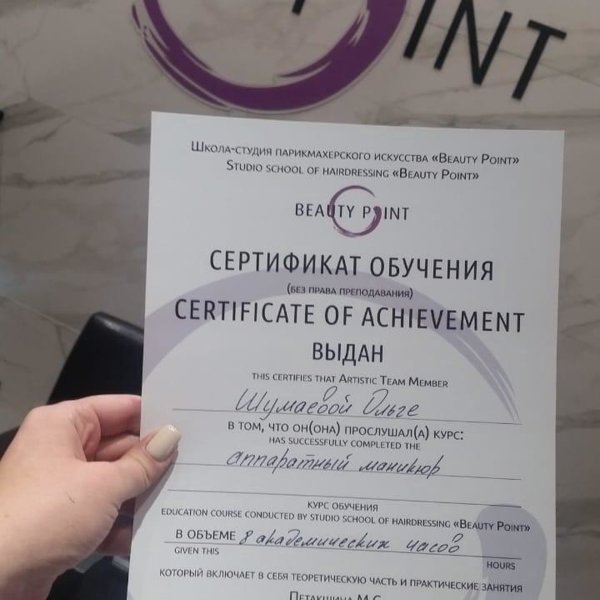 INT
Школа-студия парикмахерского искусства «Beauty Point»
Studio school of hairdressing «Beauty Point»
BEAUTY POINT
СЕРТИФИКАТ ОБУЧЕНИЯ
(без права преподавания)
CERTIFICATE OF ACHIEVEMENT
ВЫДАН
this certifies that Artistic Team Member
Шумаевой Ольге
в том, что он(она) прослушал(а) курс:
has successfully completed the
аппаратный маникюр
курс обучения
education course conducted by studio school of hairdressing «Beauty Point»
в объеме 8 академических часов
given this hours
который включает в себя теоретическую часть и практические занятия
Петакшина М.С.